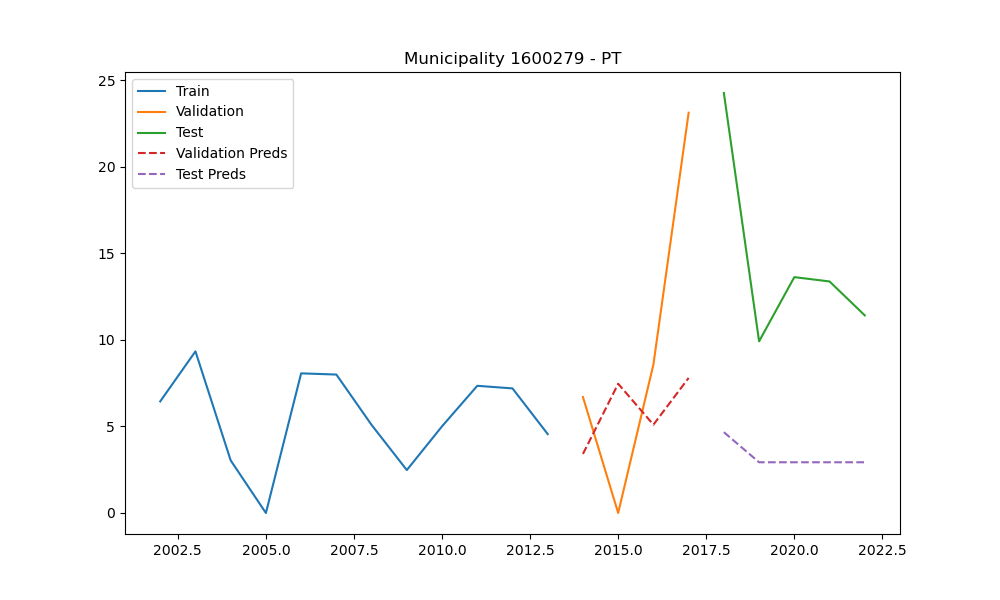 Municipality 1600279 - PT
25
20
15
10
5
0
Train
Validation
Test
Validation Preds
Test Preds
2002.5 2005.0 2007.5 2010.0 2012.5 2015.0 2017.5 2020.0 2022.5